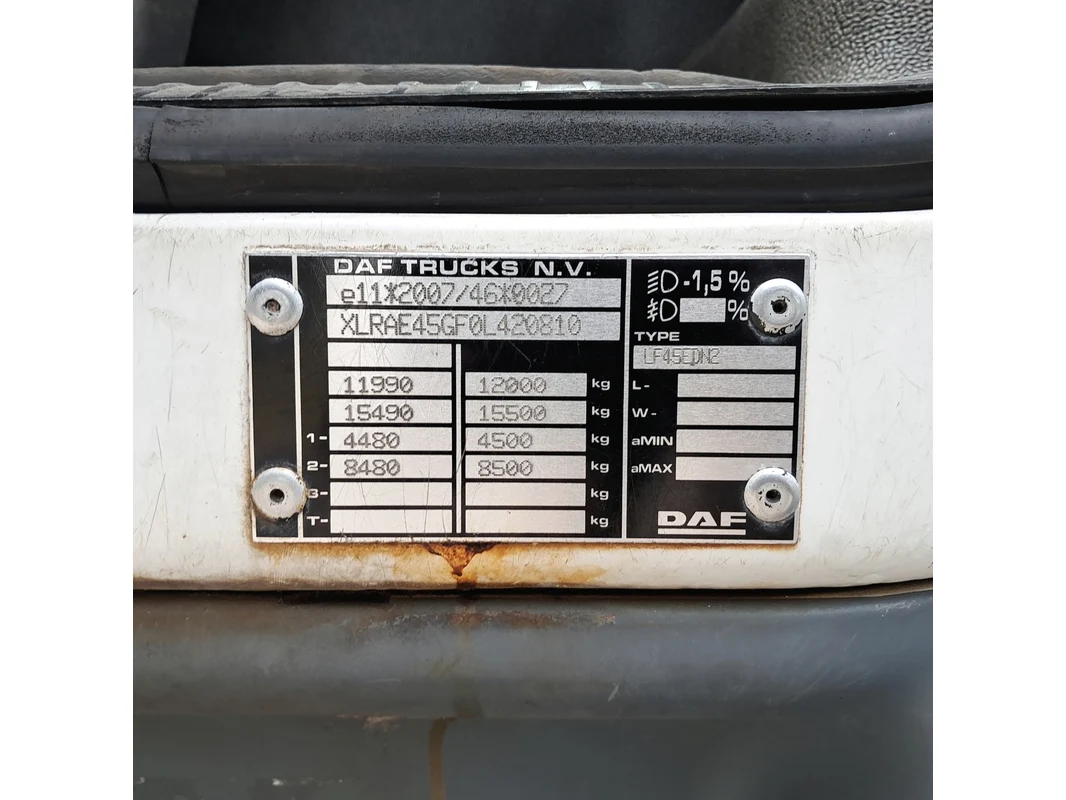 DAF TRUCKS N.V.
e11*2007/46*0027
XLRAE45GF0L420810
11990 12000 kg
15490 15500 kg
1- 4480 4500 kg
2- 8480 8500 kg
3- kg
T- kg
-1,5 %
%
TYPE
LF45EDN2
L-
W-
aMIN
aMAX
DAF